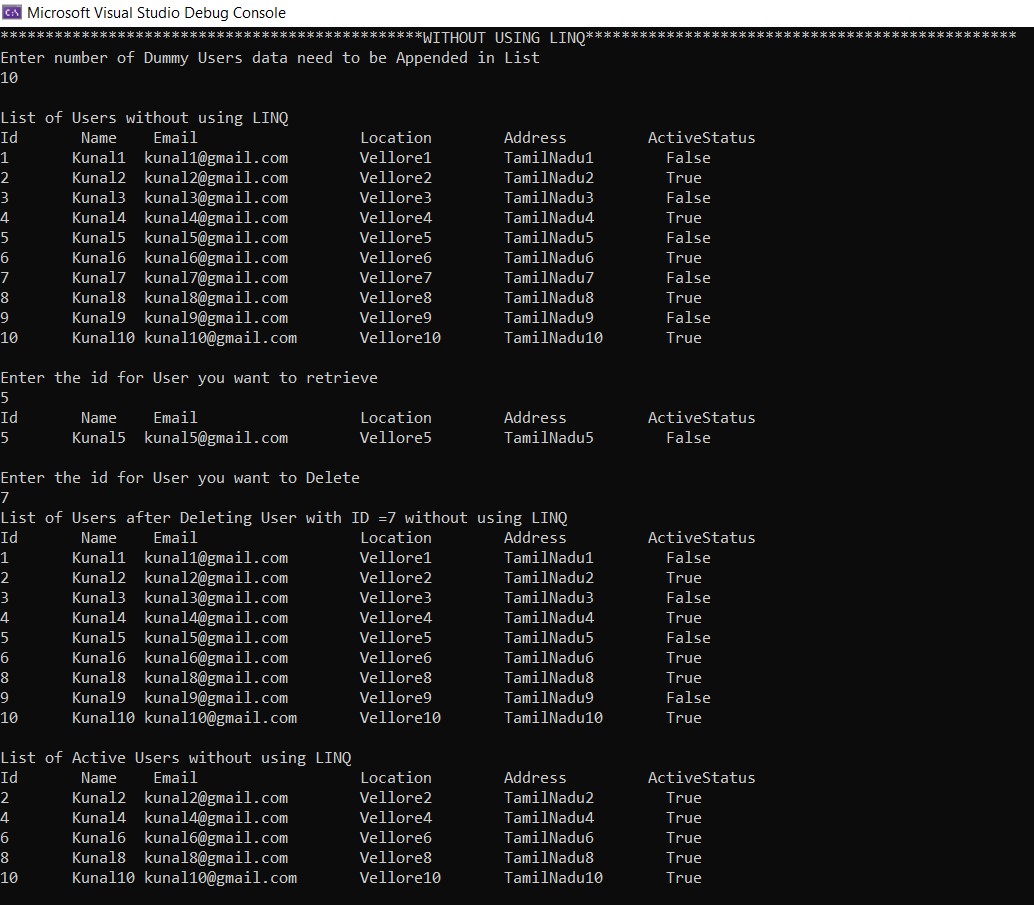 Microsoft Visual Studio Debug Console
***********************************************WITHOUT USING LINQ************************************************
Enter number of Dummy Users data need to be Appended in List
10
List of Users without using LINQ
Id       Name    Email                  Location        Address         ActiveStatus
1       Kunal1  kunal1@gmail.com        Vellore1        TamilNadu1        False
2       Kunal2  kunal2@gmail.com        Vellore2        TamilNadu2        True
3       Kunal3  kunal3@gmail.com        Vellore3        TamilNadu3        False
4       Kunal4  kunal4@gmail.com        Vellore4        TamilNadu4        True
5       Kunal5  kunal5@gmail.com        Vellore5        TamilNadu5        False
6       Kunal6  kunal6@gmail.com        Vellore6        TamilNadu6        True
7       Kunal7  kunal7@gmail.com        Vellore7        TamilNadu7        False
8       Kunal8  kunal8@gmail.com        Vellore8        TamilNadu8        True
9       Kunal9  kunal9@gmail.com        Vellore9        TamilNadu9        False
10      Kunal10 kunal10@gmail.com       Vellore10       TamilNadu10       True
Enter the id for User you want to retrieve
5
Id       Name    Email                  Location        Address         ActiveStatus
5       Kunal5  kunal5@gmail.com        Vellore5        TamilNadu5        False
Enter the id for User you want to Delete
7
List of Users after Deleting User with ID =7 without using LINQ
Id       Name    Email                  Location        Address         ActiveStatus
1       Kunal1  kunal1@gmail.com        Vellore1        TamilNadu1        False
2       Kunal2  kunal2@gmail.com        Vellore2        TamilNadu2        True
3       Kunal3  kunal3@gmail.com        Vellore3        TamilNadu3        False
4       Kunal4  kunal4@gmail.com        Vellore4        TamilNadu4        True
5       Kunal5  kunal5@gmail.com        Vellore5        TamilNadu5        False
6       Kunal6  kunal6@gmail.com        Vellore6        TamilNadu6        True
8       Kunal8  kunal8@gmail.com        Vellore8        TamilNadu8        True
9       Kunal9  kunal9@gmail.com        Vellore9        TamilNadu9        False
10      Kunal10 kunal10@gmail.com       Vellore10       TamilNadu10       True
List of Active Users without using LINQ
Id       Name    Email                  Location        Address         ActiveStatus
2       Kunal2  kunal2@gmail.com        Vellore2        TamilNadu2        True
4       Kunal4  kunal4@gmail.com        Vellore4        TamilNadu4        True
6       Kunal6  kunal6@gmail.com        Vellore6        TamilNadu6        True
8       Kunal8  kunal8@gmail.com        Vellore8        TamilNadu8        True
10      Kunal10 kunal10@gmail.com       Vellore10       TamilNadu10       True